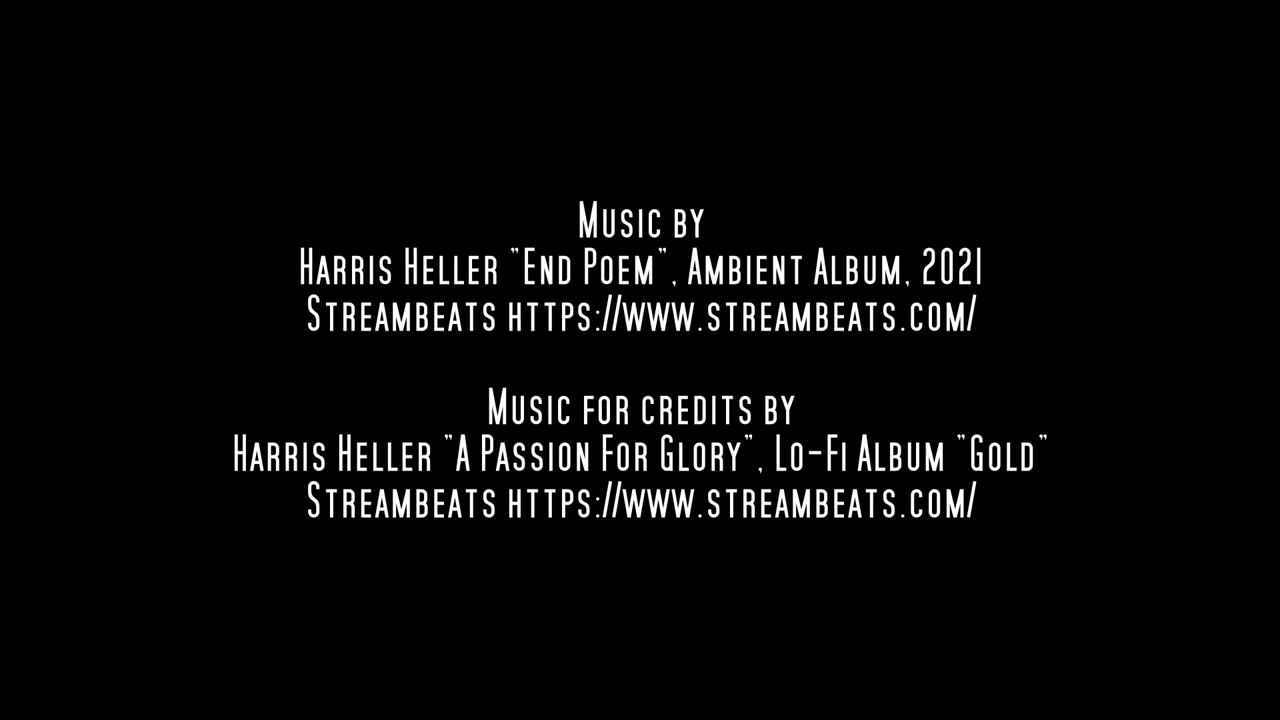 Music by
Harris Heller "End Poem", Ambient Album, 2021
Streambeats https://www.streambeats.com/
Music for credits by
Harris Heller "A Passion For Glory", Lo-Fi Album "Gold"
Streambeats https://www.streambeats.com/